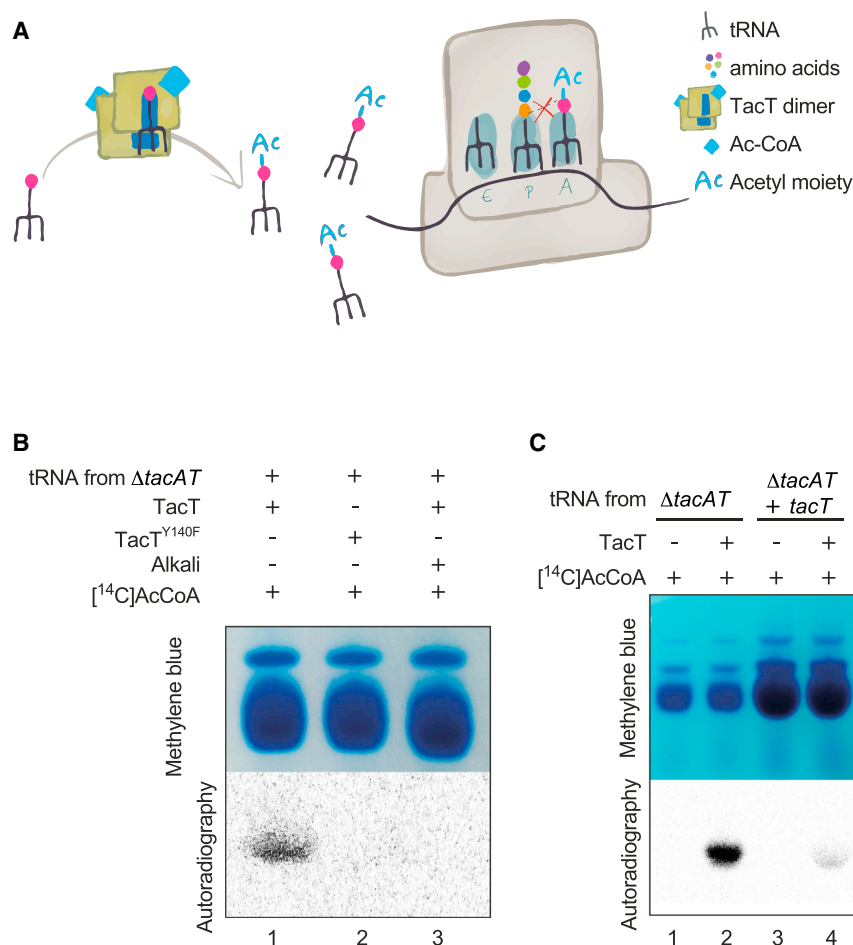 A
tRNA
amino acids
TacT dimer
Ac-CoA
Ac Acetyl moiety
Ac
Ac
Ac
Ac
E P A
B
tRNA from ΔtacAT + + +
TacT + - +
TacT^Y140F - + -
Alkali - - +
[¹⁴C]AcCoA + + +
Methylene blue
Autoradiography
1 2 3
C
tRNA from ΔtacAT ΔtacAT + tacT
TacT - + - +
[¹⁴C]AcCoA + + + +
Methylene blue
Autoradiography
1 2 3 4